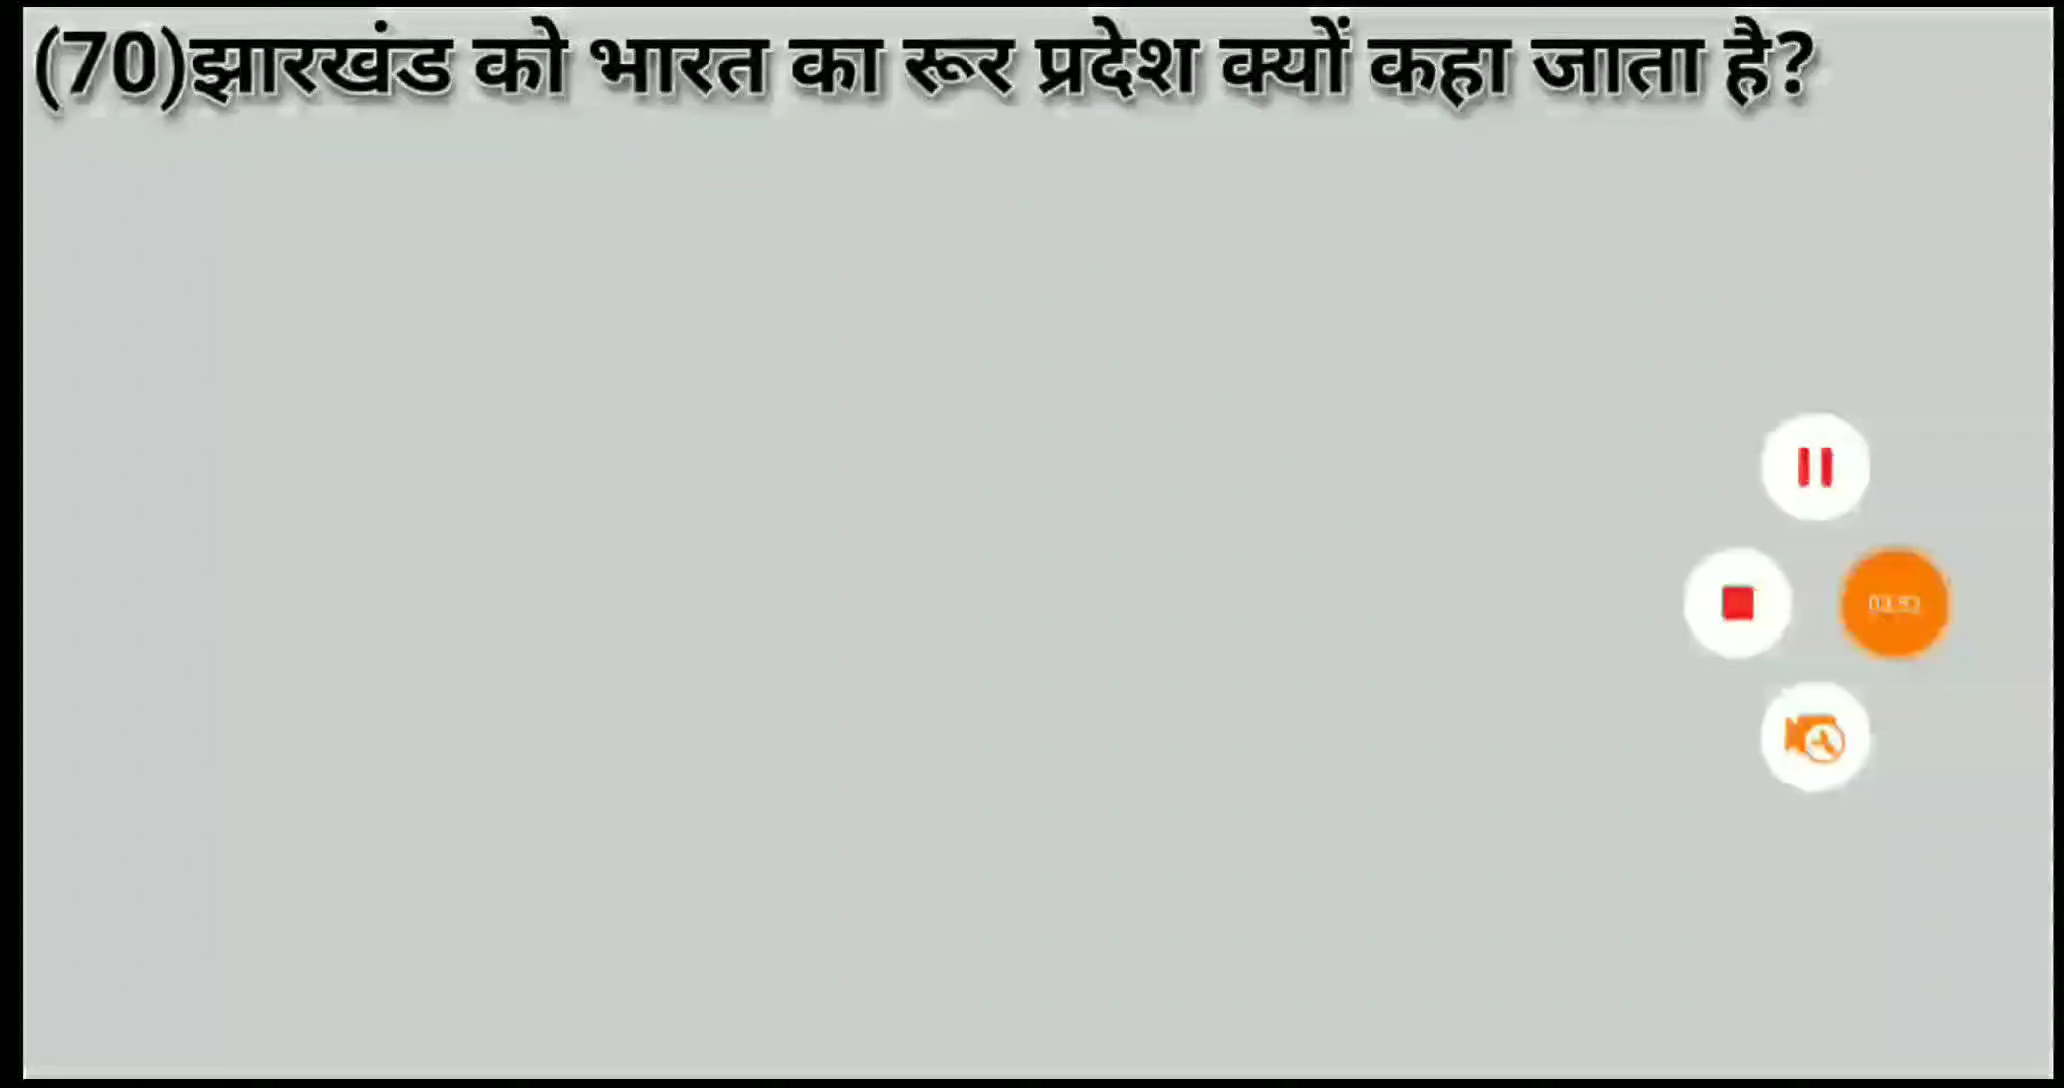 (70)झारखंड को भारत का रूर प्रदेश क्यों कहा जाता है?